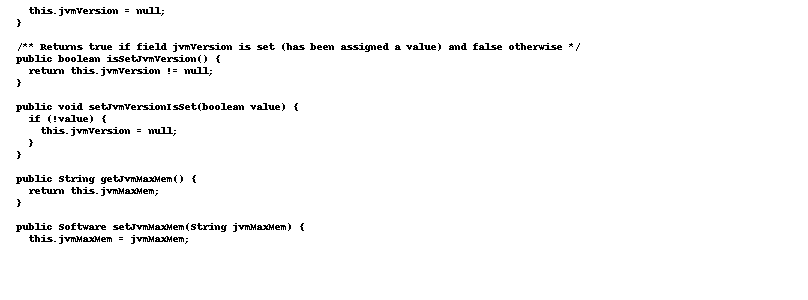 this.jvmVersion = null;
  }

  /** Returns true if field jvmVersion is set (has been assigned a value) and false otherwise */
  public boolean isSetJvmVersion() {
    return this.jvmVersion != null;
  }

  public void setJvmVersionIsSet(boolean value) {
    if (!value) {
      this.jvmVersion = null;
    }
  }

  public String getJvmMaxMem() {
    return this.jvmMaxMem;
  }

  public Software setJvmMaxMem(String jvmMaxMem) {
    this.jvmMaxMem = jvmMaxMem;